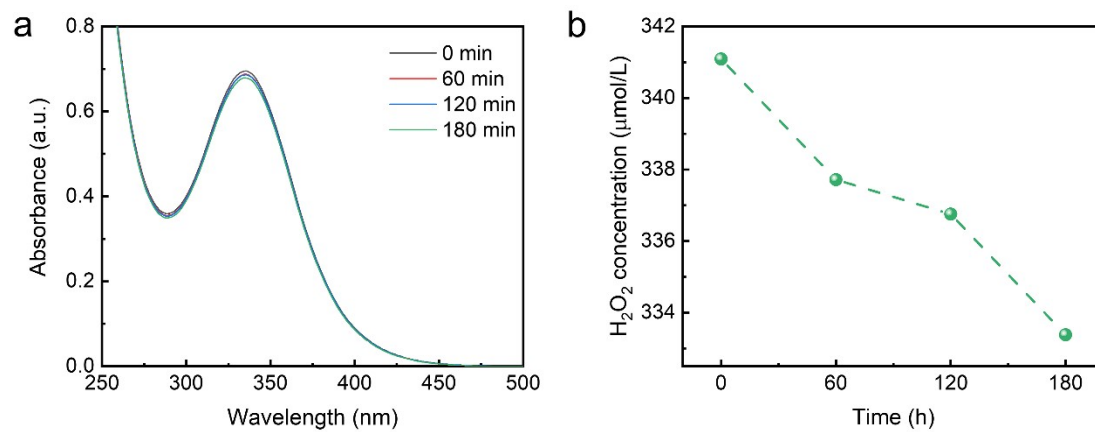 a
0.8
0.6
0.4
0.2
0.0
Absorbance (a.u.)
0 min
60 min
120 min
180 min
250 300 350 400 450 500
Wavelength (nm)
b
342
340
338
336
334
H₂O₂ concentration (μmol/L)
0 60 120 180
Time (h)